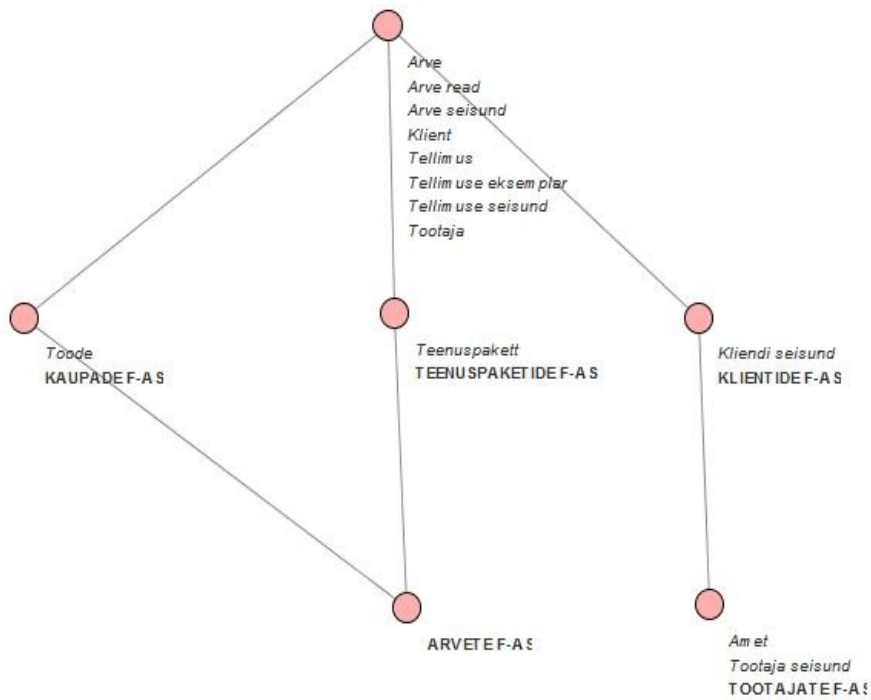 Arve
Arve read
Arve seisund
Klient
Tellimus
Tellimuse eksemplar
Tellimuse seisund
Tootaja
Toode
KAUPADE F-AS
Teenuspakett
TEENUSPAKETIDE F-AS
Kliendi seisund
KLIENTIDE F-AS
ARVETE F-AS
Amet
Tootaja seisund
TOOTAJATE F-AS